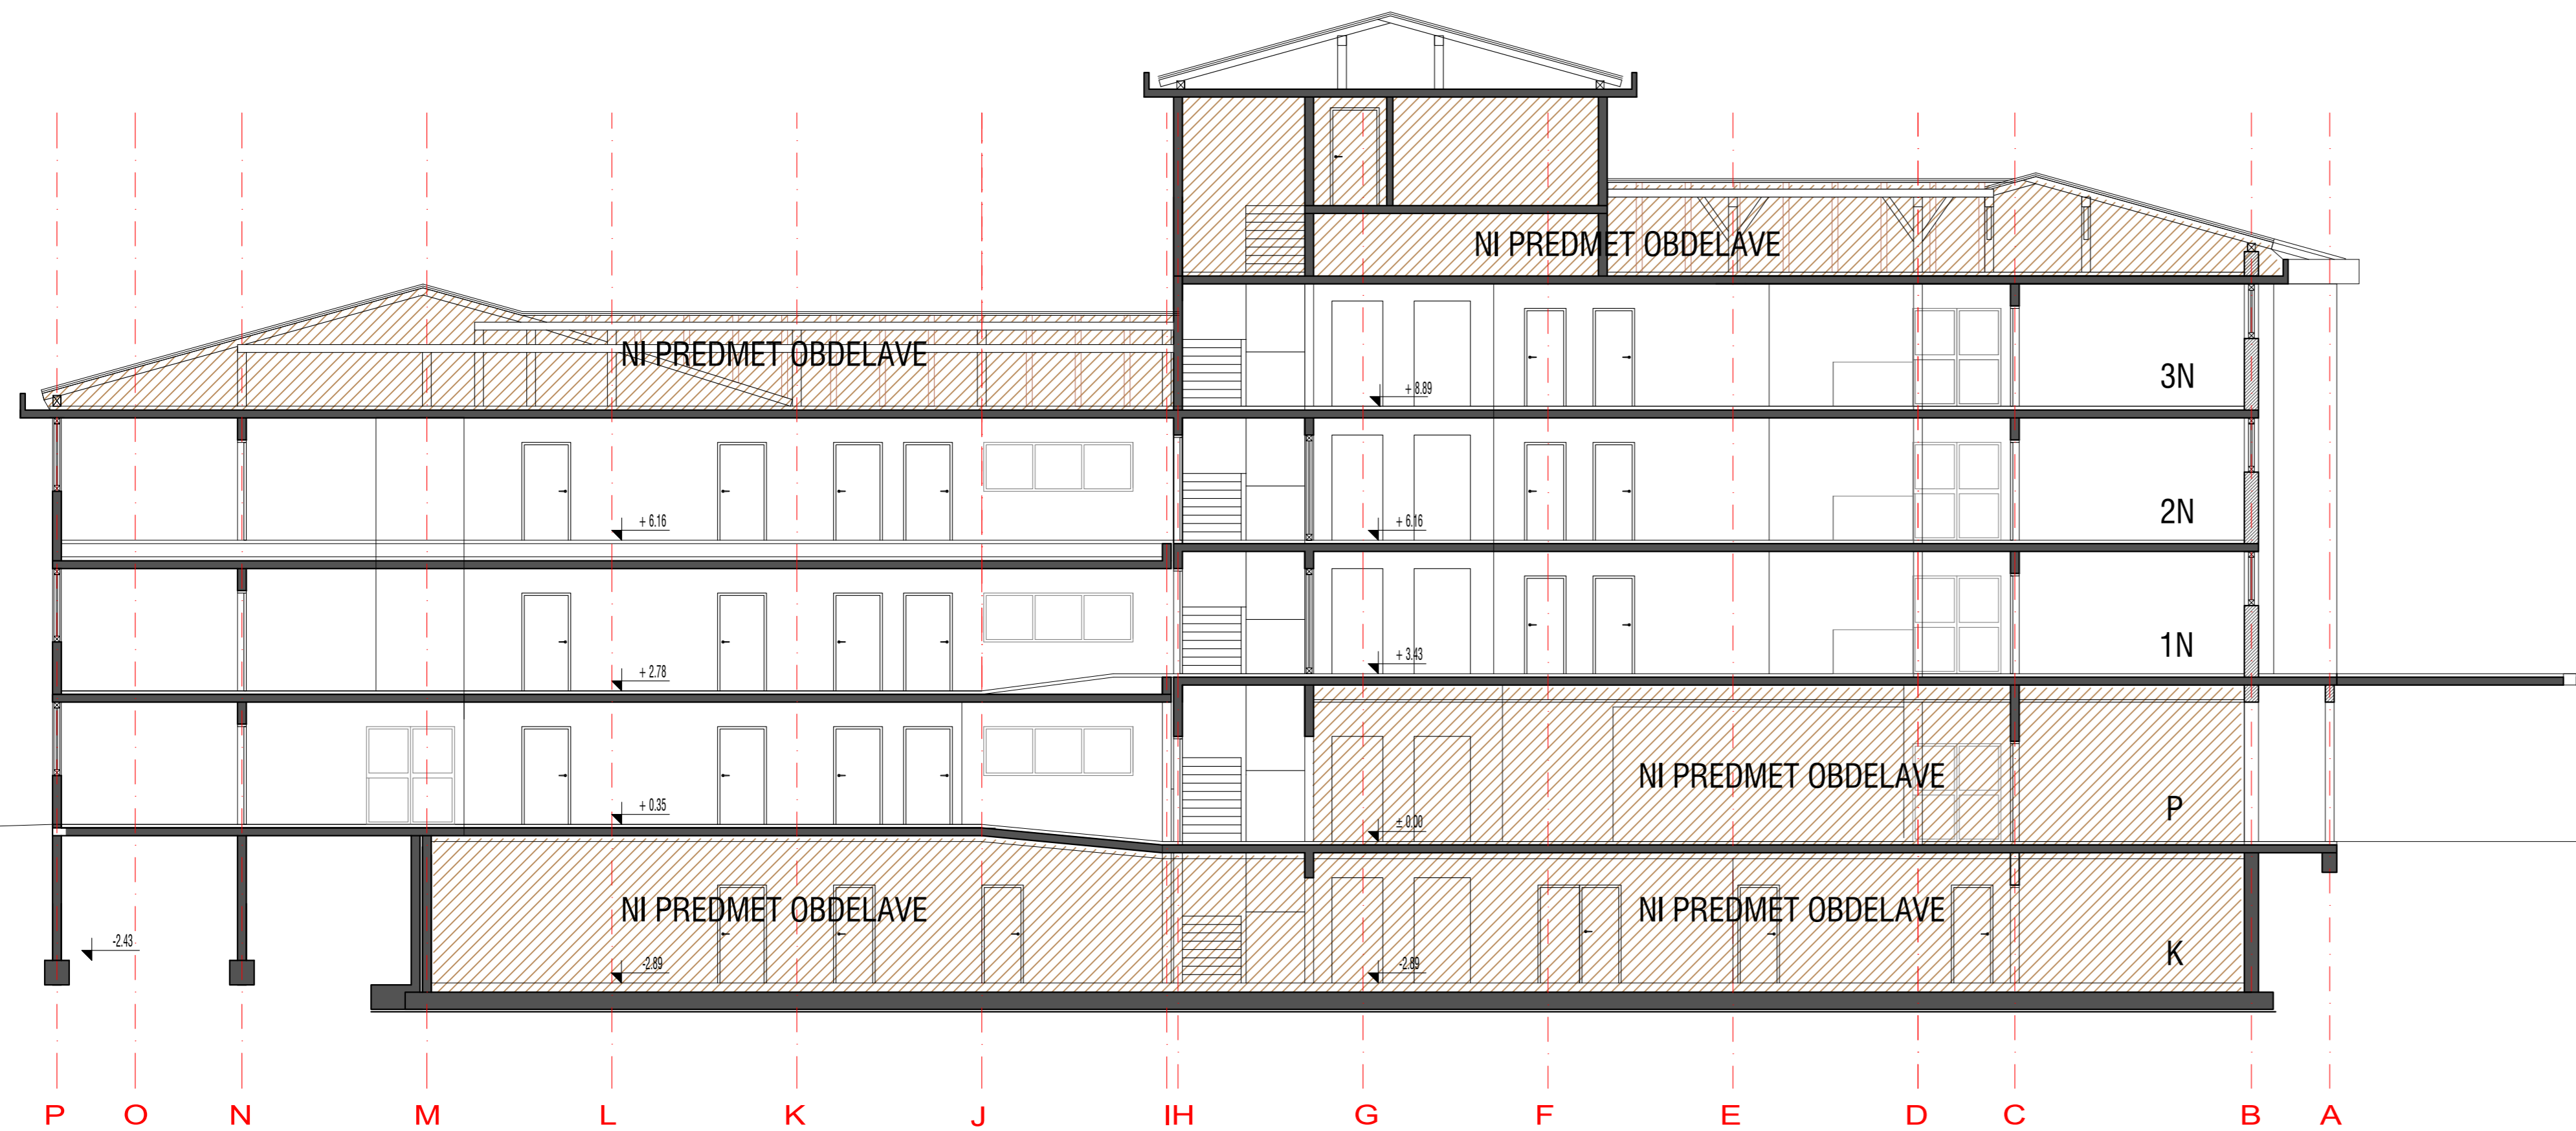 NI PREDMET OBDELAVE
NI PREDMET OBDELAVE
+ 8.89
3N
+ 6.16
+ 6.16
2N
+ 2.78
+ 3.43
1N
NI PREDMET OBDELAVE
+ 0.35
± 0.00
P
NI PREDMET OBDELAVE
NI PREDMET OBDELAVE
-2.43
-2.89
-2.89
K
P O N M L K J I H G F E D C B A